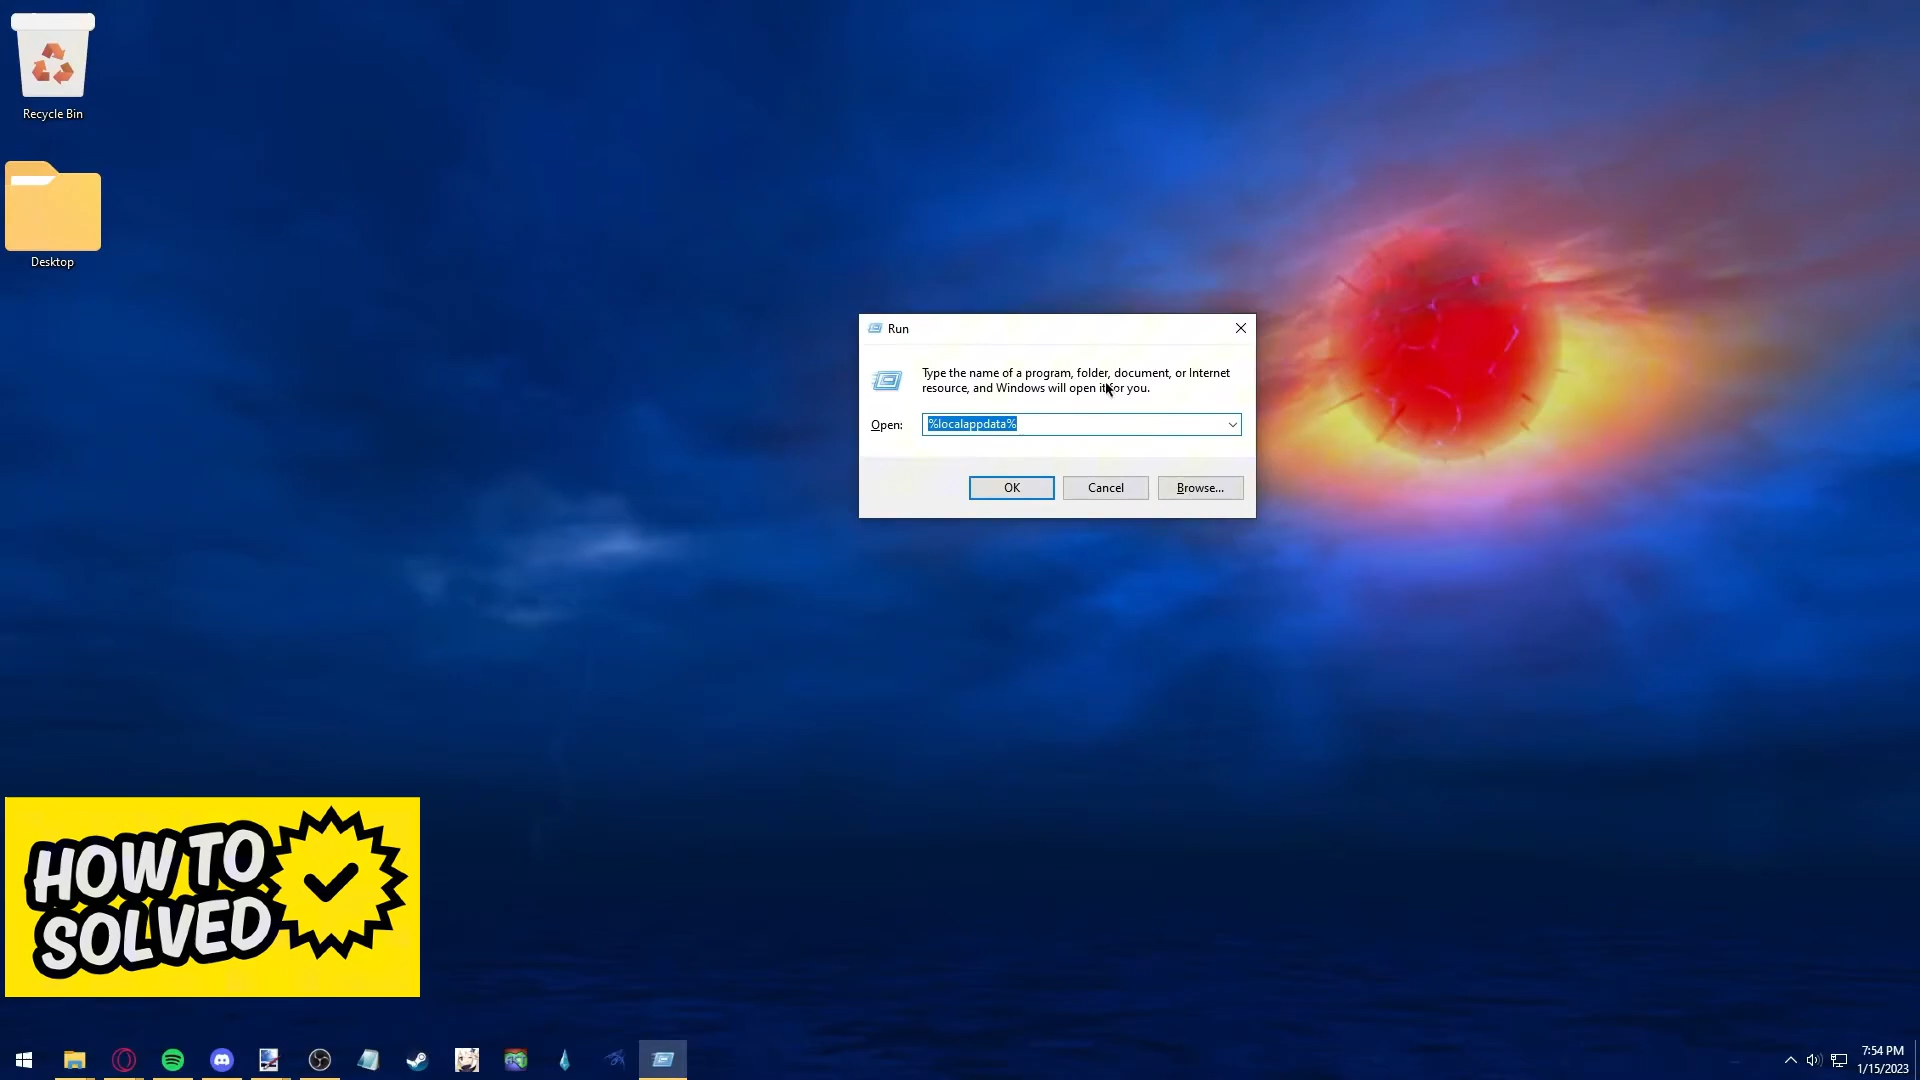 Recycle Bin
Desktop
Run
Type the name of a program, folder, document, or Internet
resource, and Windows will open it for you.
Open:
%localappdata%
OK
Cancel
Browse...
HOW TO
SOLVED
7:54 PM
1/15/2023